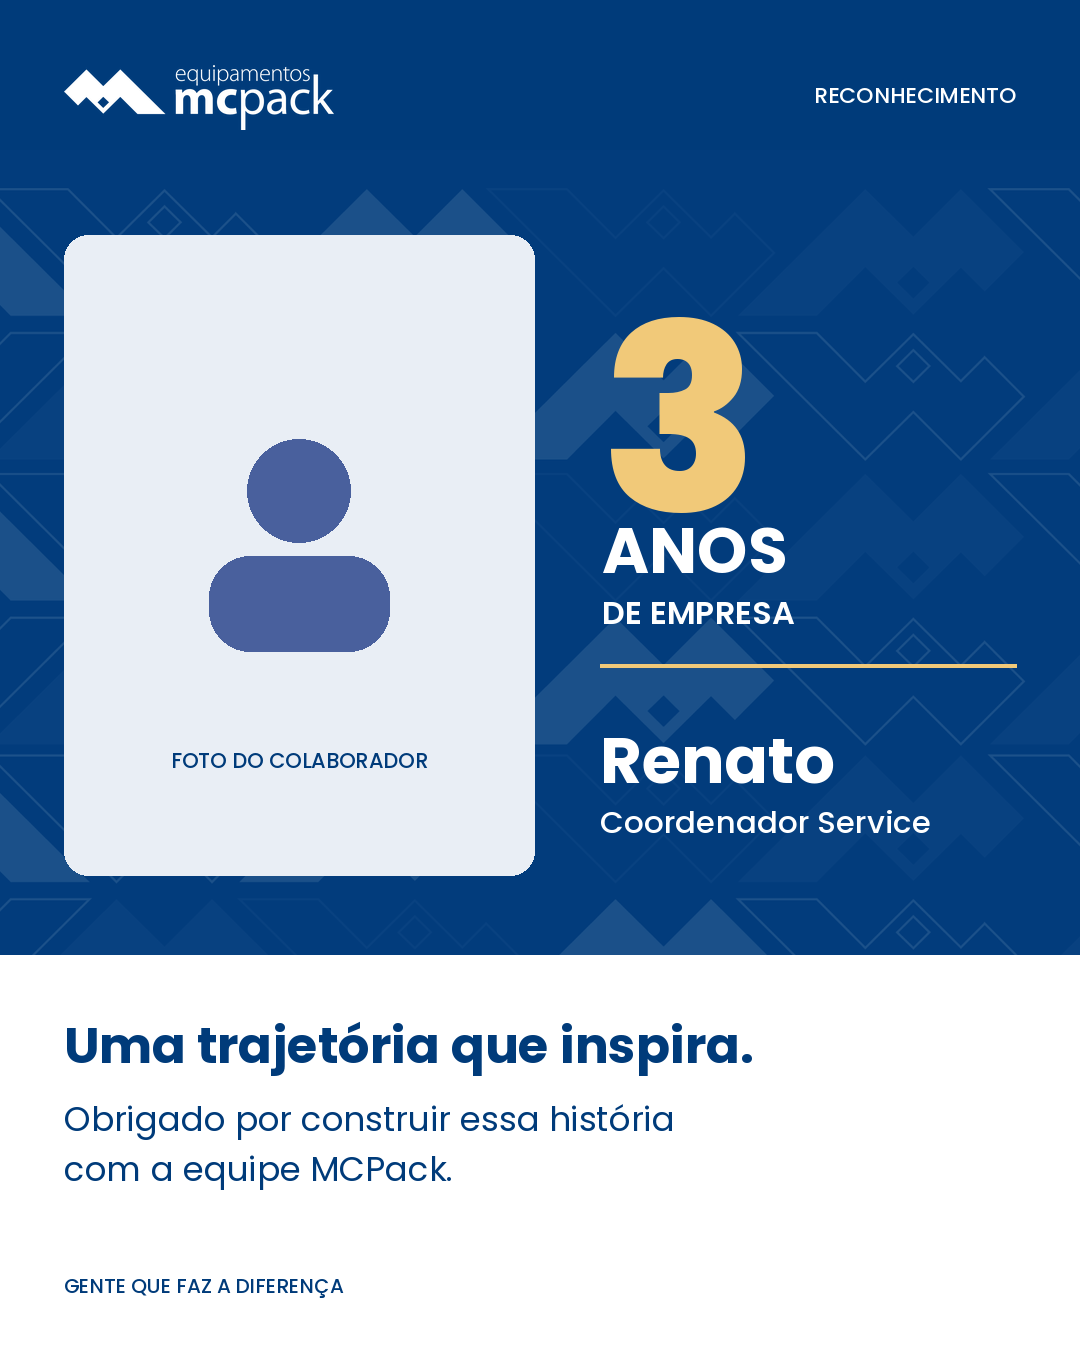 equipamentos
mcpack
RECONHECIMENTO
FOTO DO COLABORADOR
3
ANOS
DE EMPRESA
Renato
Coordenador Service
Uma trajetória que inspira.
Obrigado por construir essa história
com a equipe MCPack.
GENTE QUE FAZ A DIFERENÇA